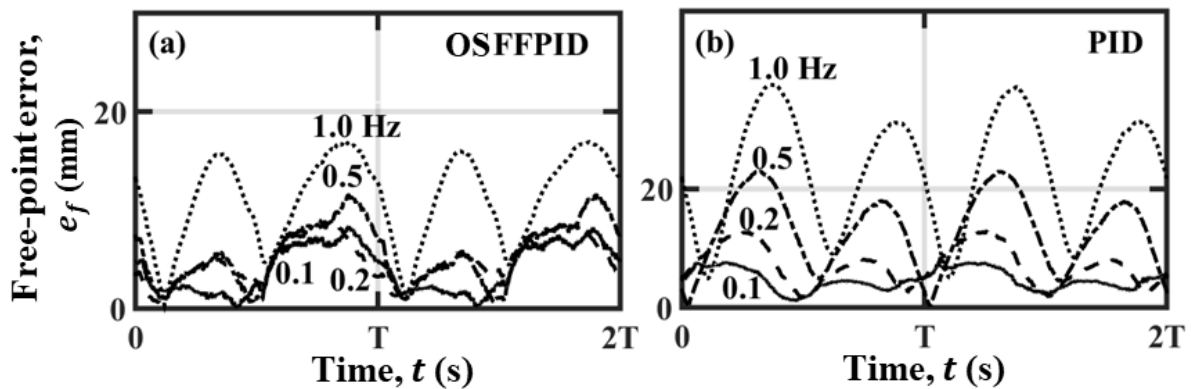 Free-point error,
e_f (mm)
(a)
OSFFPID
20
0
1.0 Hz
0.5
0.1
0.2
0
T
2T
Time, t (s)
(b)
PID
20
0
1.0 Hz
0.5
0.2
0.1
0
T
2T
Time, t (s)